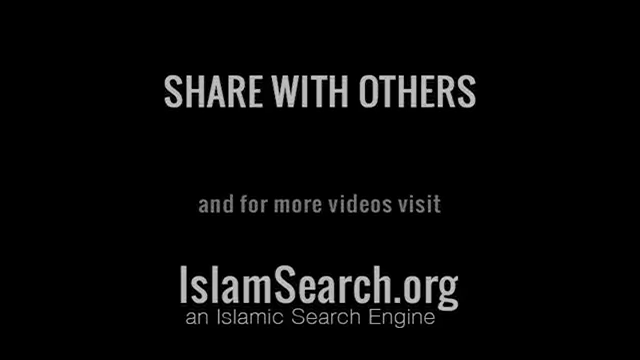 SHARE WITH OTHERS
and for more videos visit
IslamSearch.org
an Islamic Search Engine